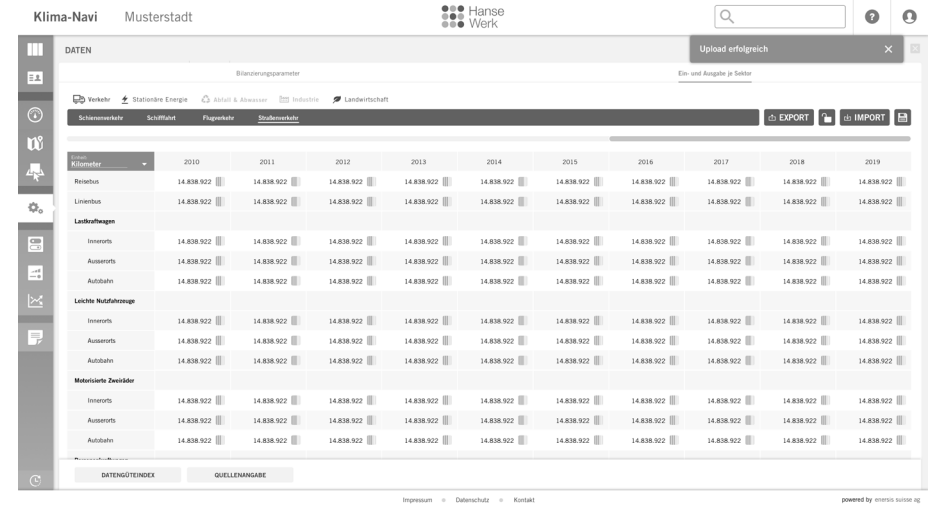 Klima-Navi Musterstadt
Hanse
Werk
DATEN
Upload erfolgreich
Bilanzierungsparameter Ein- und Ausgabe je Sektor
Verkehr Stationäre Energie Abfall & Abwasser Industrie Landwirtschaft
Schienenverkehr Schifffahrt Flugverkehr Straßenverkehr EXPORT IMPORT
Einheit
Kilometer 2010 2011 2012 2013 2014 2015 2016 2017 2018 2019
Reisebus 14.838.922 14.838.922 14.838.922 14.838.922 14.838.922 14.838.922 14.838.922 14.838.922 14.838.922 14.838.922
Linienbus 14.838.922 14.838.922 14.838.922 14.838.922 14.838.922 14.838.922 14.838.922 14.838.922 14.838.922 14.838.922
Lastkraftwagen
Innerorts 14.838.922 14.838.922 14.838.922 14.838.922 14.838.922 14.838.922 14.838.922 14.838.922 14.838.922 14.838.922
Ausserorts 14.838.922 14.838.922 14.838.922 14.838.922 14.838.922 14.838.922 14.838.922 14.838.922 14.838.922 14.838.922
Autobahn 14.838.922 14.838.922 14.838.922 14.838.922 14.838.922 14.838.922 14.838.922 14.838.922 14.838.922 14.838.922
Leichte Nutzfahrzeuge
Innerorts 14.838.922 14.838.922 14.838.922 14.838.922 14.838.922 14.838.922 14.838.922 14.838.922 14.838.922 14.838.922
Ausserorts 14.838.922 14.838.922 14.838.922 14.838.922 14.838.922 14.838.922 14.838.922 14.838.922 14.838.922 14.838.922
Autobahn 14.838.922 14.838.922 14.838.922 14.838.922 14.838.922 14.838.922 14.838.922 14.838.922 14.838.922 14.838.922
Motorisierte Zweiräder
Innerorts 14.838.922 14.838.922 14.838.922 14.838.922 14.838.922 14.838.922 14.838.922 14.838.922 14.838.922 14.838.922
Ausserorts 14.838.922 14.838.922 14.838.922 14.838.922 14.838.922 14.838.922 14.838.922 14.838.922 14.838.922 14.838.922
Autobahn 14.838.922 14.838.922 14.838.922 14.838.922 14.838.922 14.838.922 14.838.922 14.838.922 14.838.922 14.838.922
DATENGÜTEINDEX QUELLENANGABE
Impressum Datenschutz Kontakt powered by enersis suisse ag